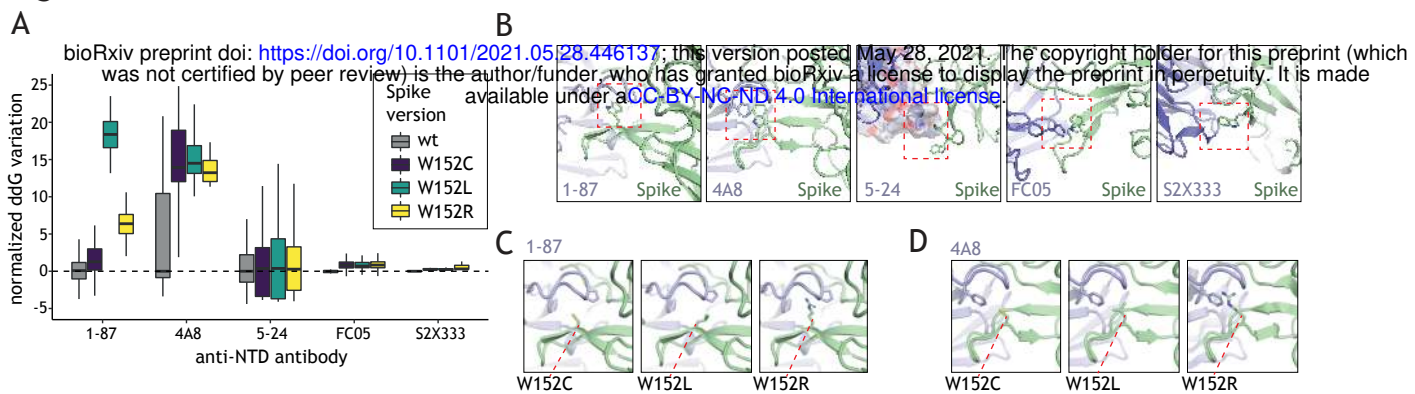 A
B
bioRxiv preprint doi: https://doi.org/10.1101/2021.05.28.446137; this version posted May 28, 2021. The copyright holder for this preprint (which
was not certified by peer review) is the author/funder, who has granted bioRxiv a license to display the preprint in perpetuity. It is made
available under aCC-BY-NC-ND 4.0 International license.
normalized ddG variation
25
20
15
10
5
0
-5
Spike
version
wt
W152C
W152L
W152R
1-87 4A8 5-24 FC05 S2X333
anti-NTD antibody
1-87 Spike
4A8 Spike
5-24 Spike
FC05 Spike
S2X333 Spike
C
1-87
W152C W152L W152R
D
4A8
W152C W152L W152R